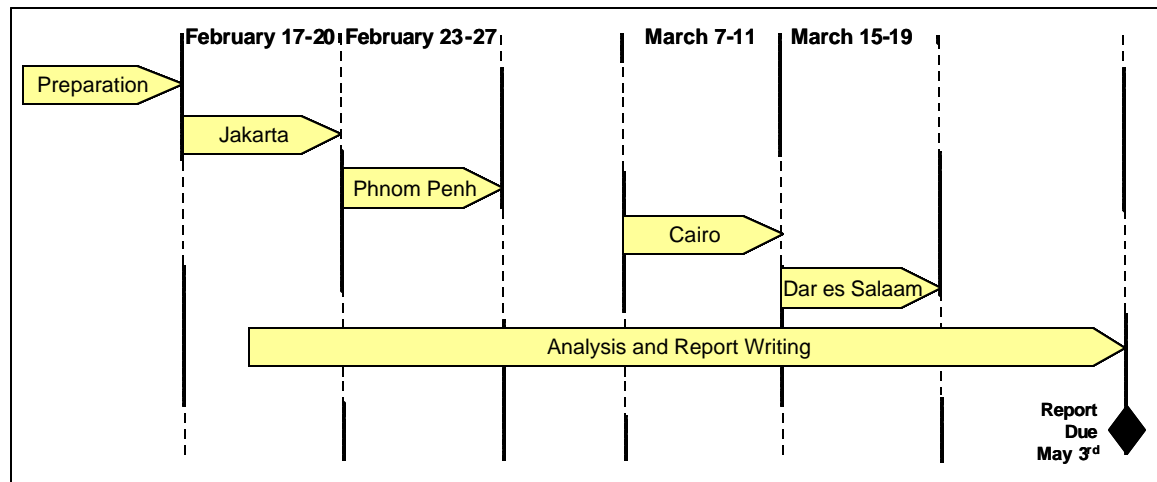 February 17-20 February 23-27 March 7-11 March 15-19
Preparation
Jakarta
Phnom Penh
Cairo
Dar es Salaam
Analysis and Report Writing
Report
Due
May 3rd